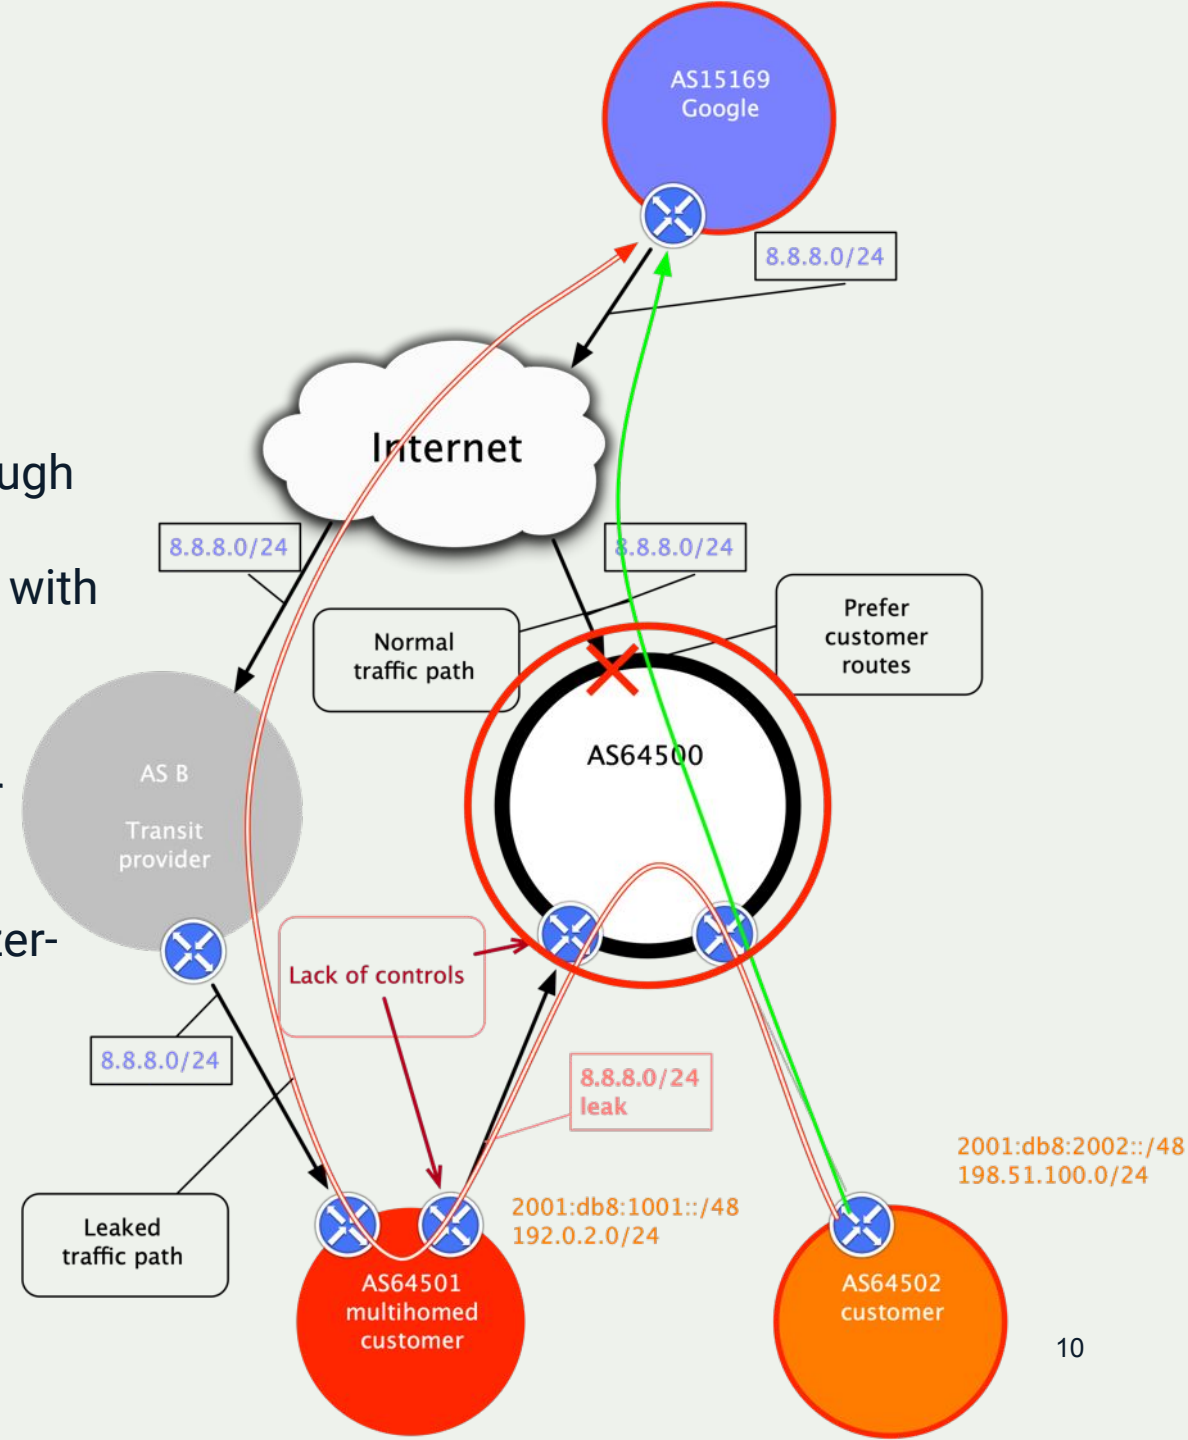 AS15169
Google
8.8.8.0/24
Internet
ugh
8.8.8.0/24
8.8.8.0/24
with
Normal
traffic path
Prefer
customer
routes
AS64500
AS B
Transit
provider
zer-
Lack of controls
8.8.8.0/24
8.8.8.0/24
leak
2001:db8:2002::/48
198.51.100.0/24
2001:db8:1001::/48
192.0.2.0/24
Leaked
traffic path
AS64501
multihomed
customer
AS64502
customer
10